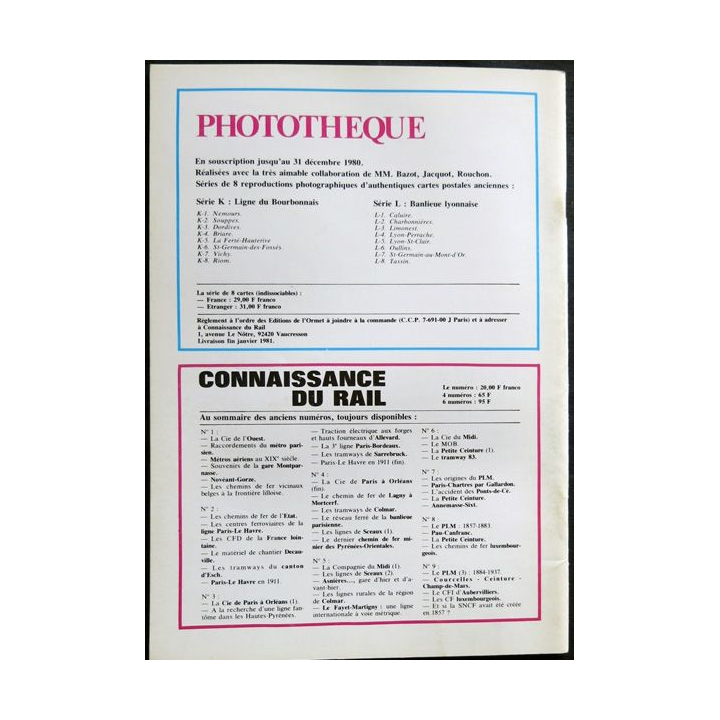 PHOTOTHEQUE
En souscription jusqu'au 31 décembre 1980.
Réalisées avec la très aimable collaboration de MM. Bazot, Jacquot, Rouchon.
Séries de 8 reproductions photographiques d'authentiques cartes postales anciennes :
Série K : Ligne du Bourbonnais
K-1. Nemours.
K-2. Souppes.
K-3. Dordives.
K-4. Briare.
K-5. La Ferté-Hauterive
K-6. St-Germain-des-Fossés.
K-7. Vichy.
K-8. Riom.
Série L : Banlieue lyonnaise
L-1. Caluire.
L-2. Charbonnières.
L-3. Limonest.
L-4. Lyon-Perrache.
L-5. Lyon-St-Clair.
L-6. Oullins.
L-7. St-Germain-au-Mont-d'Or.
L-8. Tassin.
La série de 8 cartes (indissociables) :
— France : 29,00 F franco
— Etranger : 31,00 F franco
Règlement à l'ordre des Editions de l'Ormet à joindre à la commande (C.C.P. 7-691-00 J Paris) et à adresser
à Connaissance du Rail
1, avenue Le Nôtre, 92420 Vaucresson
Livraison fin janvier 1981.
CONNAISSANCE
DU RAIL
Le numéro : 20,00 F franco
4 numéros : 65 F
6 numéros : 95 F
Au sommaire des anciens numéros, toujours disponibles :
N° 1 :
— La Cie de l'Ouest.
— Raccordements du métro pari-
sien.
— Métros aériens au XIXe siècle.
— Souvenirs de la gare Montpar-
nasse.
— Noveant-Gorze.
— Les chemins de fer vicinaux
belges à la frontière lilloise.
N° 2 :
— Les chemins de fer de l'Etat.
— Les centres ferroviaires de la
ligne Paris-Le Havre.
— Les CFD de la France loin-
taine.
— Le matériel de chantier Decau-
ville.
— Les tramways du canton
d'Esch.
— Paris-Le Havre en 1911.
N° 3 :
— La Cie de Paris à Orléans (1).
— A la recherche d'une ligne fan-
tôme dans les Hautes-Pyrénées.
— Traction électrique aux forges
et hauts fourneaux d'Allevard.
— La 3e ligne Paris-Bordeaux.
— Les tramways de Sarrebruck.
— Paris-Le Havre en 1911 (fin).
N° 4 :
— La Cie de Paris à Orléans
(fin).
— Le chemin de fer de Lagny à
Mortcerf.
— Les tramways de Colmar.
— Le réseau ferré de la banlieue
parisienne.
— Les lignes de Sceaux (1).
— Le dernier chemin de fer mi-
nier des Pyrénées-Orientales.
N° 5 :
— La Compagnie du Midi (1).
— Les lignes de Sceaux (2).
— Asnières..., gare d'hier et d'a-
vant-hier.
— Les lignes rurales de la région
de Colmar.
— Le Fayet-Martigny : une ligne
internationale à voie métrique.
N° 6 :
— La Cie du Midi.
— Le MOB.
— La Petite Ceinture (1).
— Le tramway 83.
N° 7 :
— Les origines du PLM.
— Paris-Chartres par Gallardon.
— L'accident des Ponts-de-Cé.
— La Petite Ceinture.
— Annemasse-Sixt.
N° 8 :
— Le PLM : 1857-1883.
— Pau-Canfranc.
— La Petite Ceinture.
— Les chemins de fer luxembour-
geois.
N° 9 :
— Le PLM (3) : 1884-1937.
— Courcelles - Ceinture -
Champ-de-Mars.
— Le CFI d'Aubervilliers.
— Les CF luxembourgeois.
— Et si la SNCF avait été créée
en 1857 ?